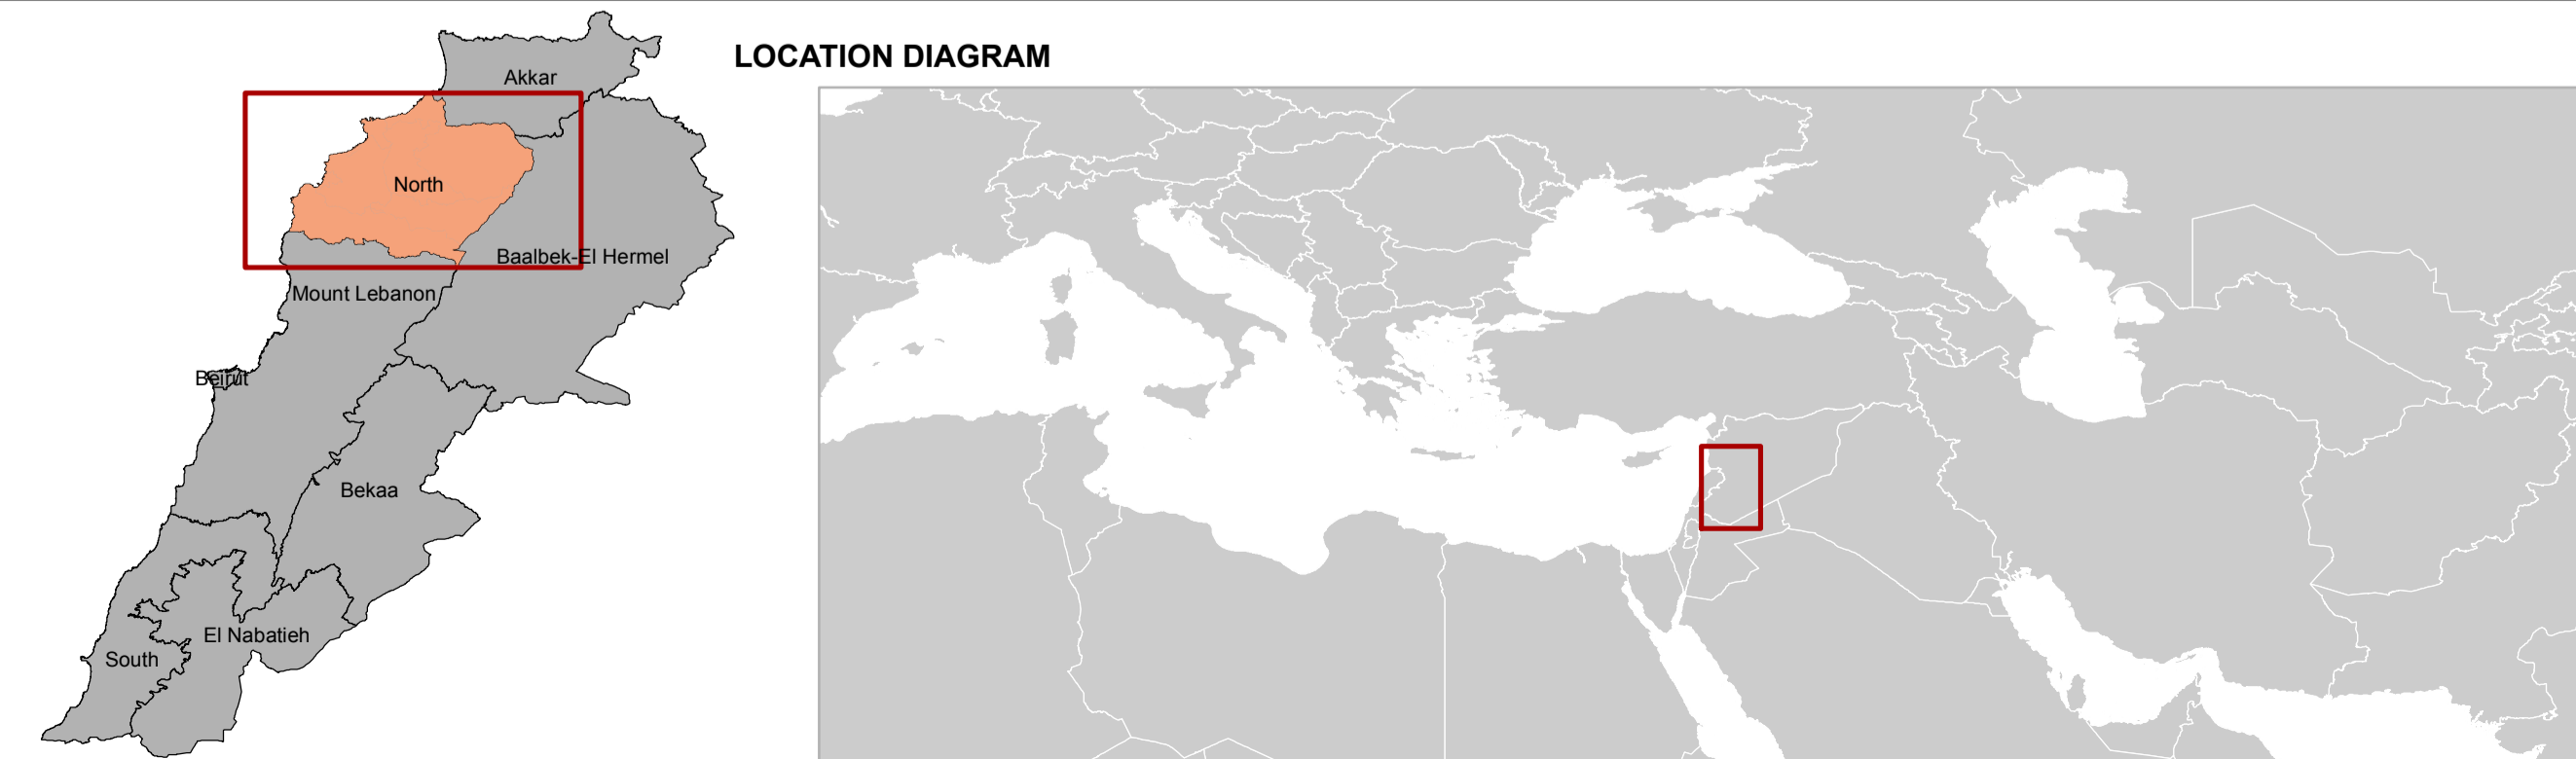 LOCATION DIAGRAM
Akkar
North
Baalbek-El Hermel
Mount Lebanon
Beirut
Bekaa
El Nabatieh
South